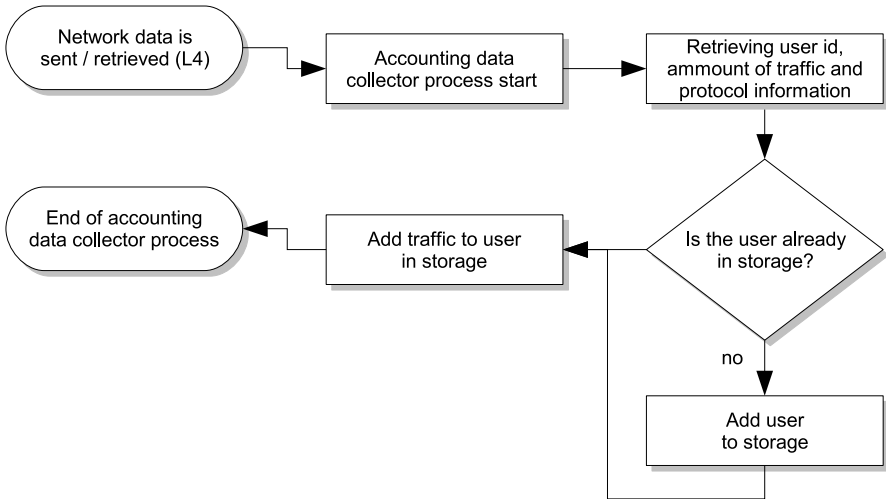 Network data is
sent / retrieved (L4)
Accounting data
collector process start
Retrieving user id,
ammount of traffic and
protocol information
Is the user already
in storage?
no
Add user
to storage
Add traffic to user
in storage
End of accounting
data collector process